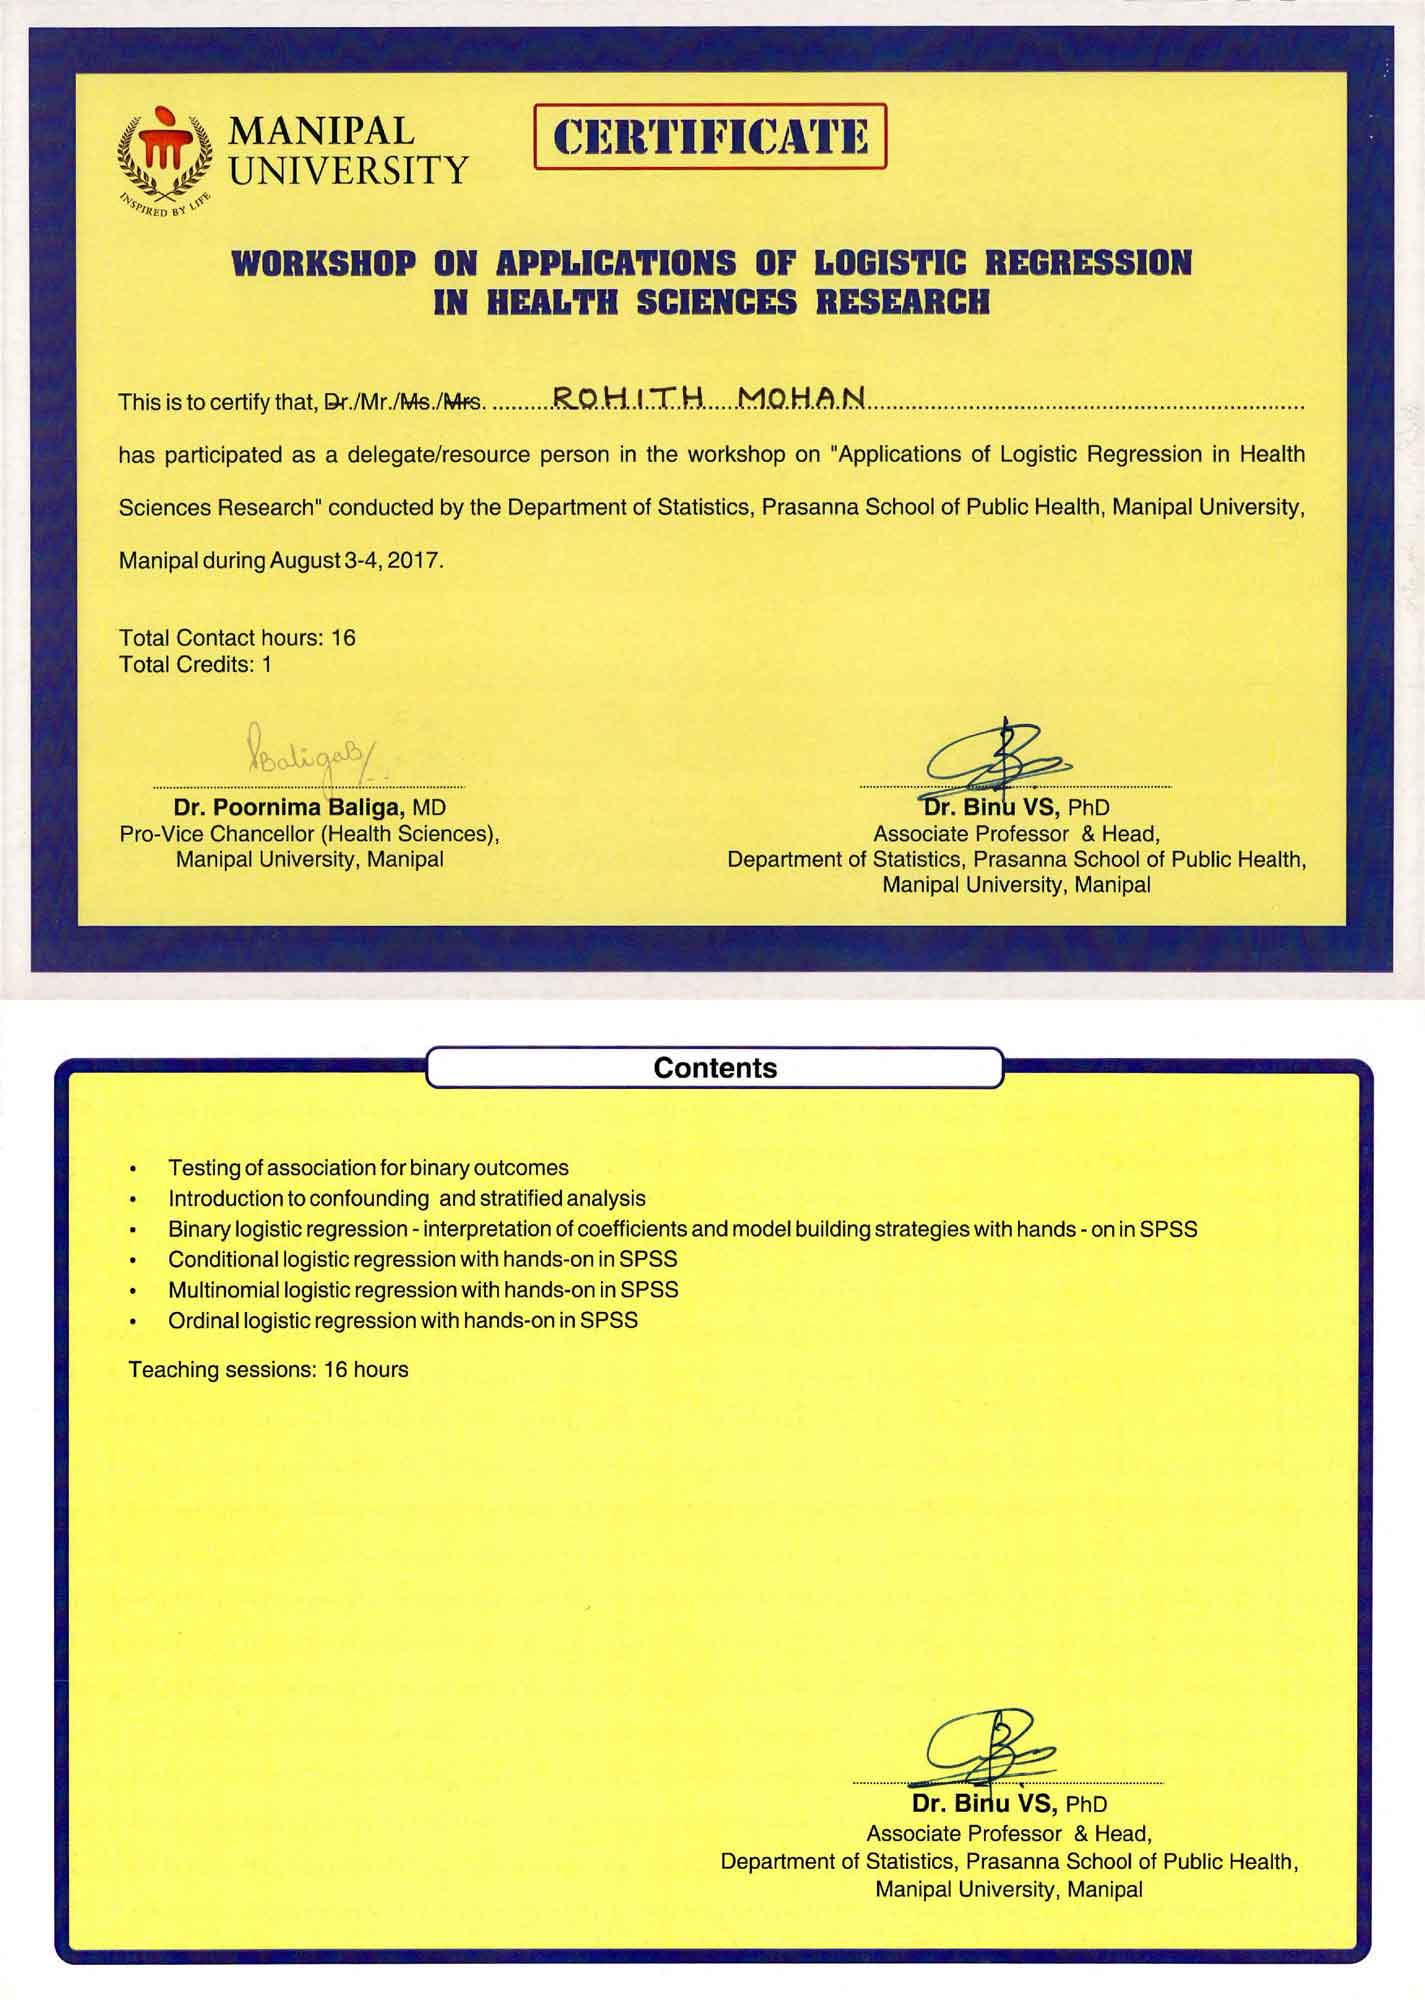 MANIPAL
UNIVERSITY
INSPIRED BY LIFE
CERTIFICATE
WORKSHOP ON APPLICATIONS OF LOGISTIC REGRESSION
IN HEALTH SCIENCES RESEARCH
This is to certify that, Dr./Mr./Ms./Mrs. ROHITH MOHAN
has participated as a delegate/resource person in the workshop on "Applications of Logistic Regression in Health
Sciences Research" conducted by the Department of Statistics, Prasanna School of Public Health, Manipal University,
Manipal during August 3-4, 2017.
Total Contact hours: 16
Total Credits: 1
PBaligaB
Dr. Poornima Baliga, MD
Pro-Vice Chancellor (Health Sciences),
Manipal University, Manipal
Dr. Binu VS, PhD
Associate Professor & Head,
Department of Statistics, Prasanna School of Public Health,
Manipal University, Manipal
Contents
• Testing of association for binary outcomes
• Introduction to confounding and stratified analysis
• Binary logistic regression - interpretation of coefficients and model building strategies with hands - on in SPSS
• Conditional logistic regression with hands-on in SPSS
• Multinomial logistic regression with hands-on in SPSS
• Ordinal logistic regression with hands-on in SPSS
Teaching sessions: 16 hours
Dr. Binu VS, PhD
Associate Professor & Head,
Department of Statistics, Prasanna School of Public Health,
Manipal University, Manipal